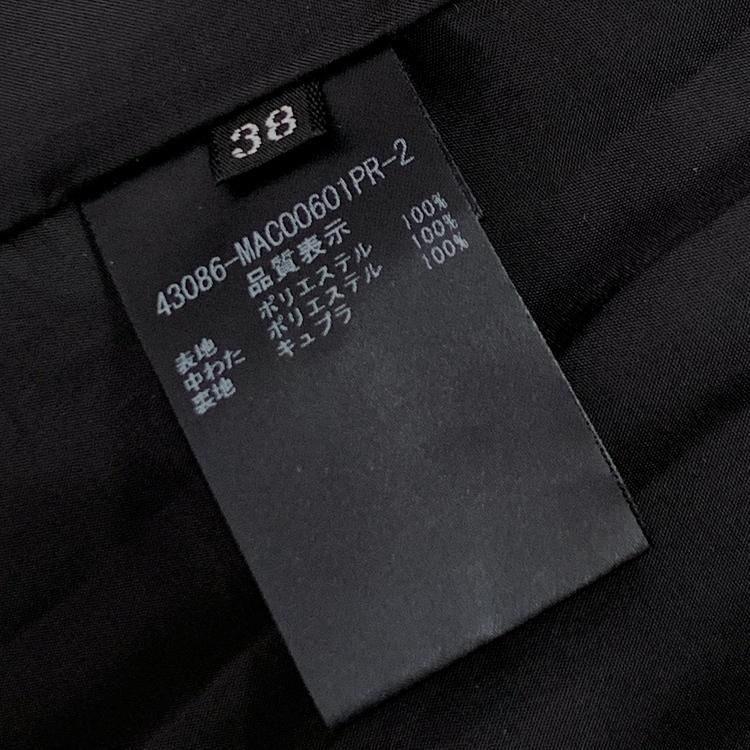 38
43086-MAC00601PR-2
品質表示
表地 ポリエステル 100%
中わた ポリエステル 100%
裏地 キュプラ 100%